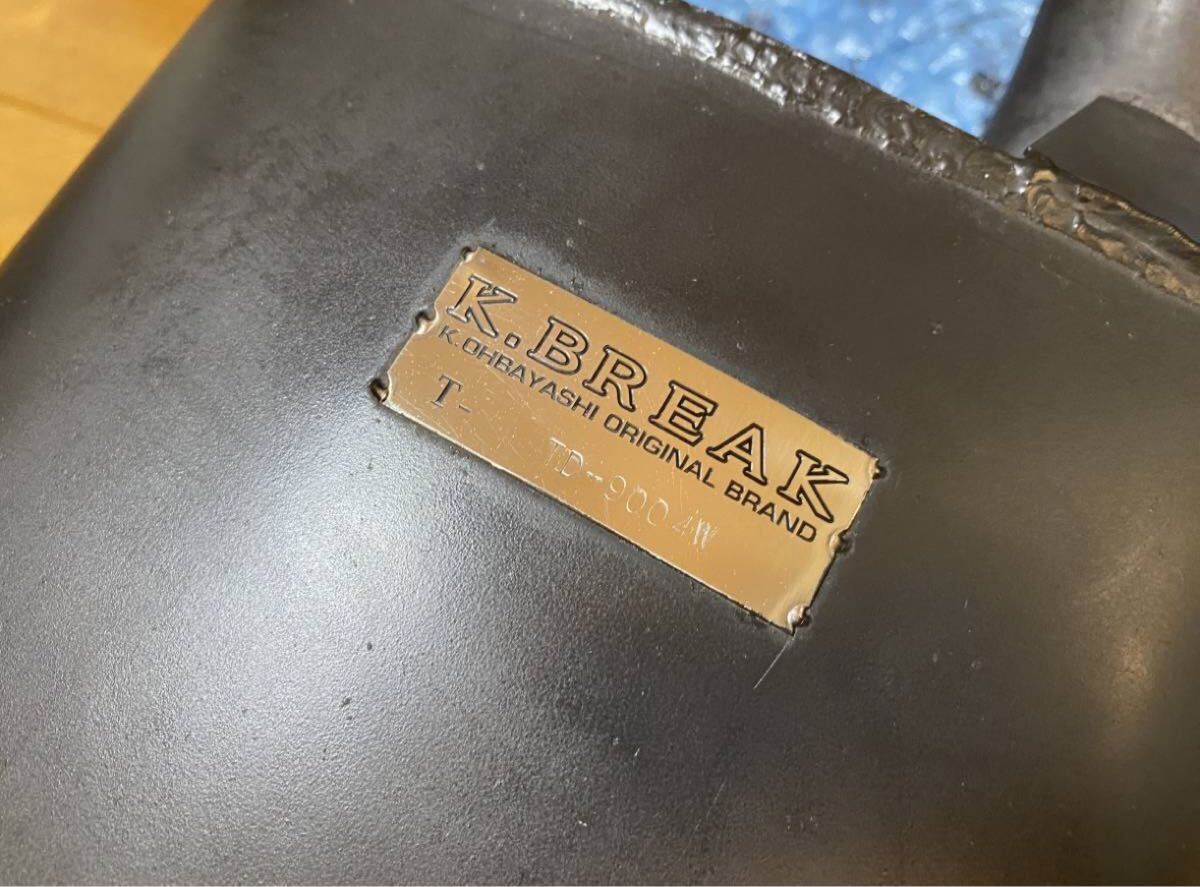 K.BREAK
K.OHBAYASHI ORIGINAL BRAND
T-
TD-9004W